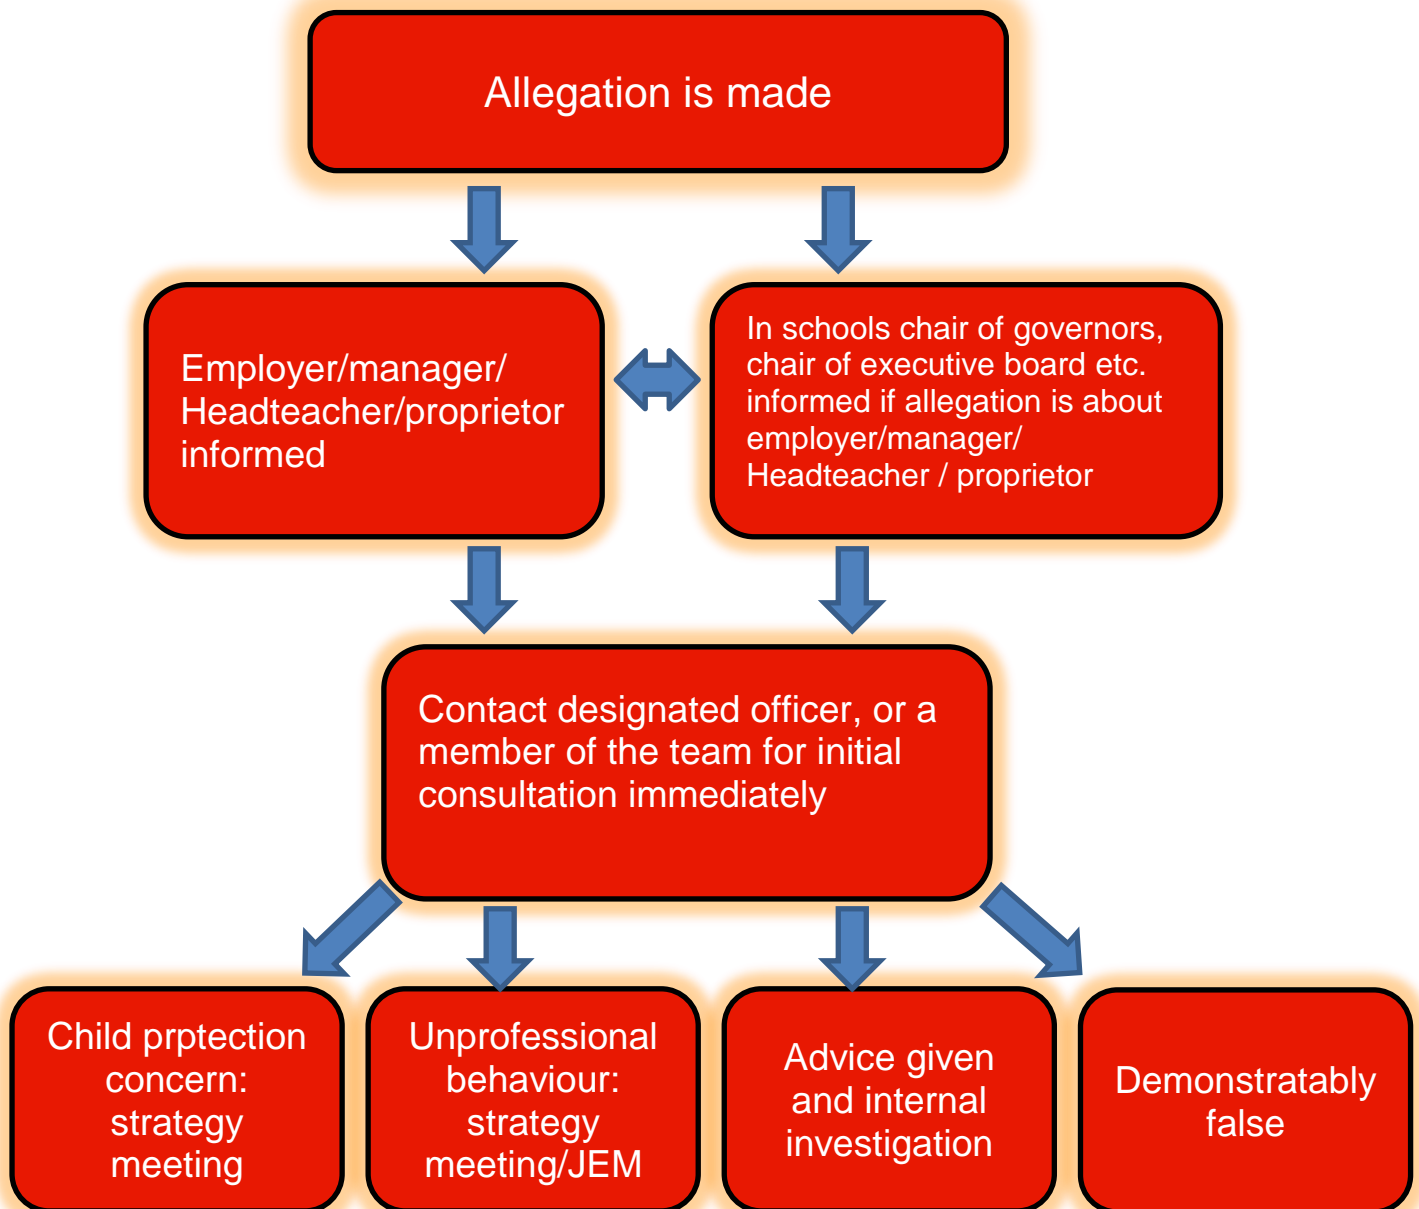 Allegation is made
Employer/manager/
Headteacher/proprietor
informed
In schools chair of governors,
chair of executive board etc.
informed if allegation is about
employer/manager/
Headteacher / proprietor
Contact designated officer, or a
member of the team for initial
consultation immediately
Child prptection
concern:
strategy
meeting
Unprofessional
behaviour:
strategy
meeting/JEM
Advice given
and internal
investigation
Demonstratably
false